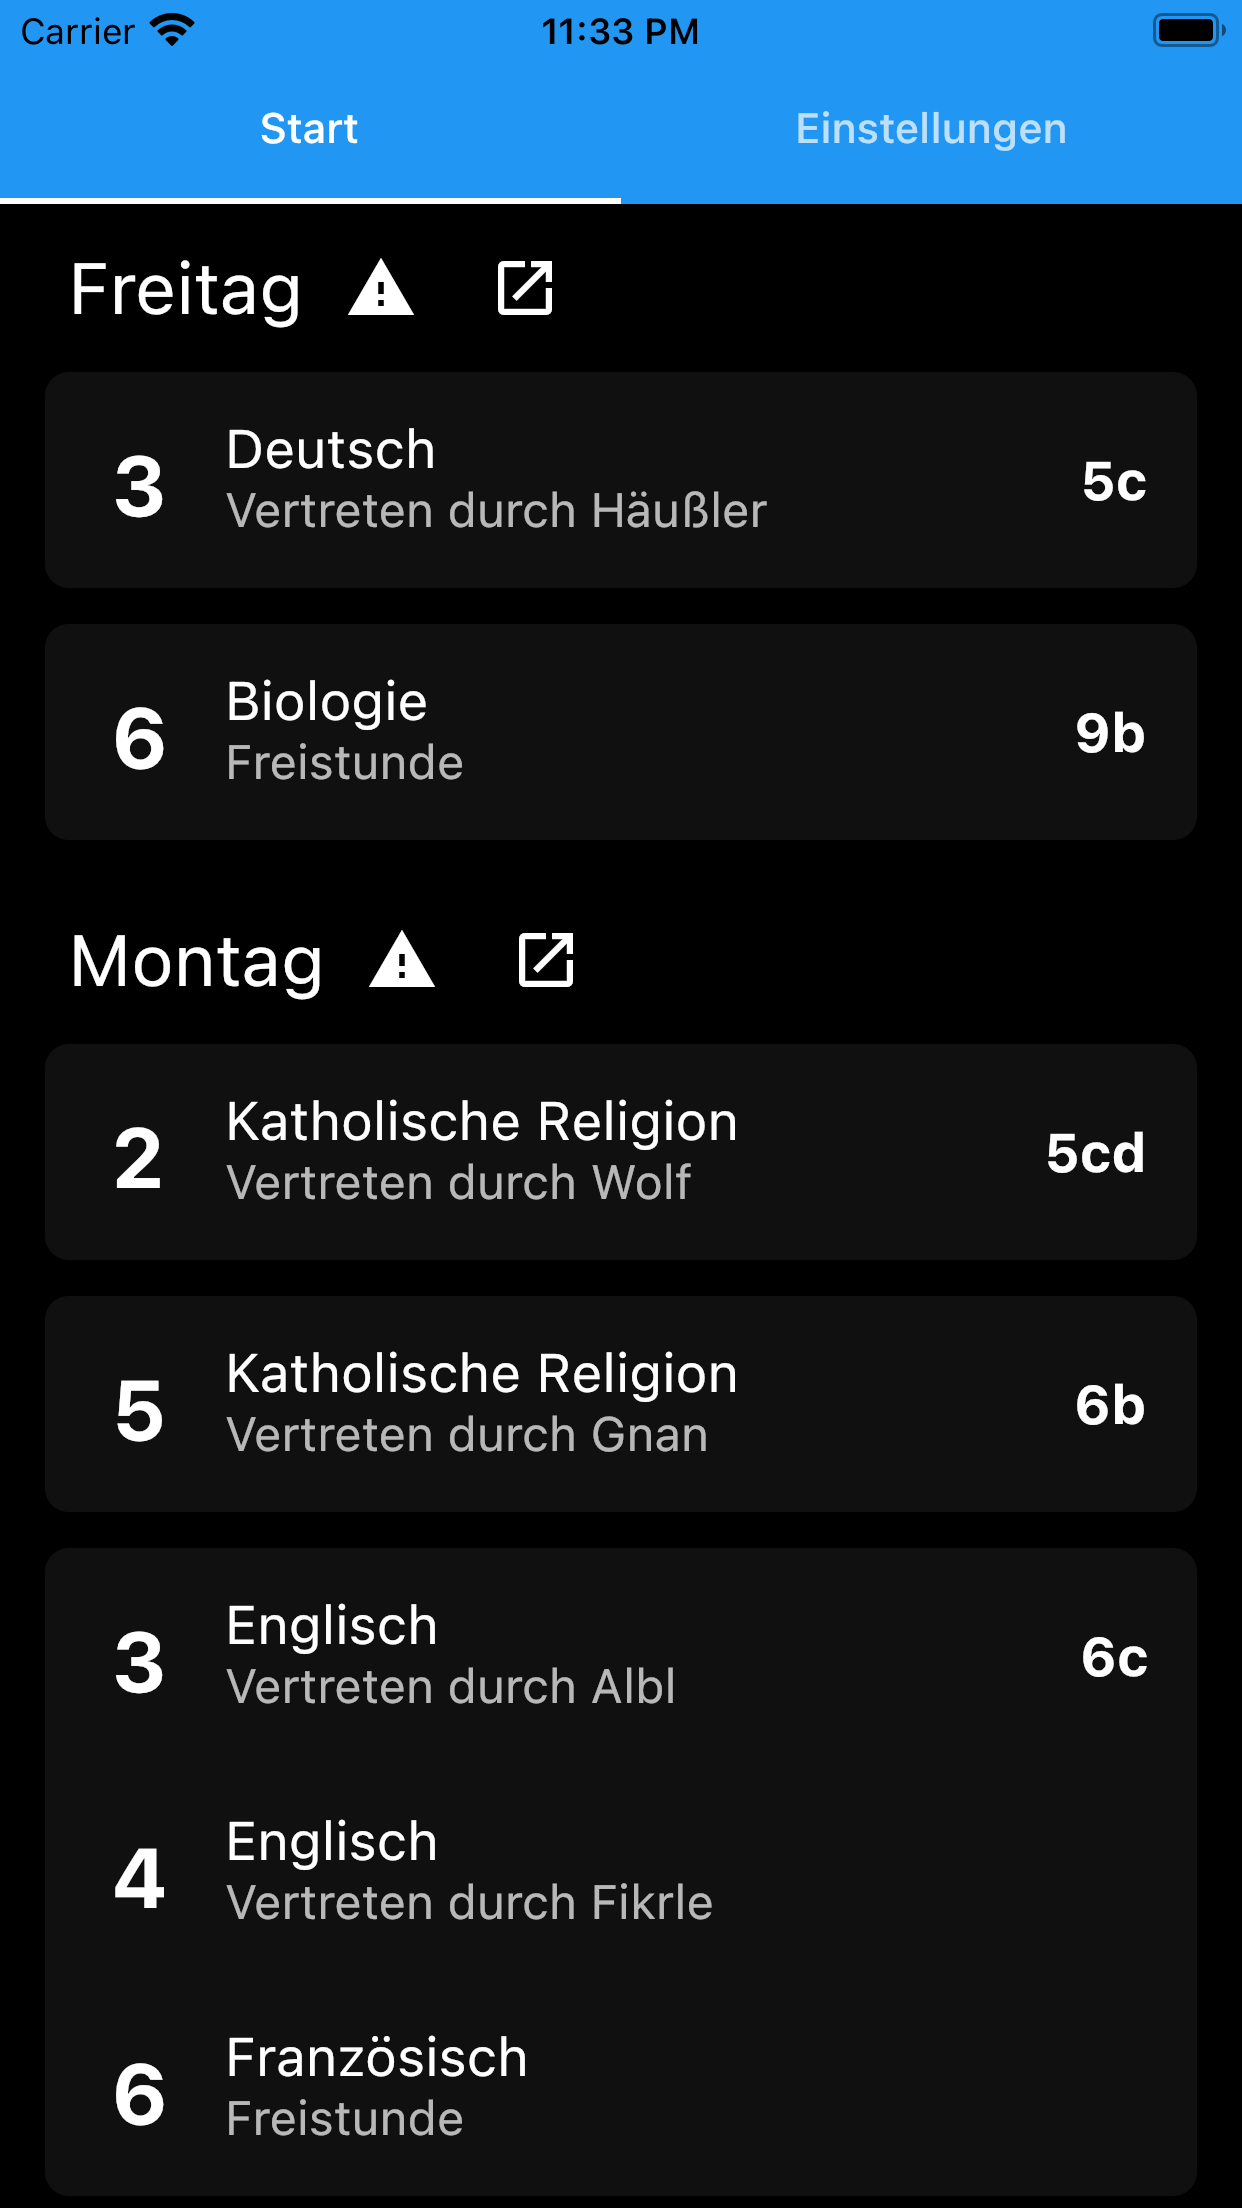 Carrier 11:33 PM
Start Einstellungen
Freitag
3 Deutsch 5c
Vertreten durch Häußler
6 Biologie 9b
Freistunde
Montag
2 Katholische Religion 5cd
Vertreten durch Wolf
5 Katholische Religion 6b
Vertreten durch Gnan
3 Englisch 6c
Vertreten durch Albl
4 Englisch
Vertreten durch Fikrle
6 Französisch
Freistunde